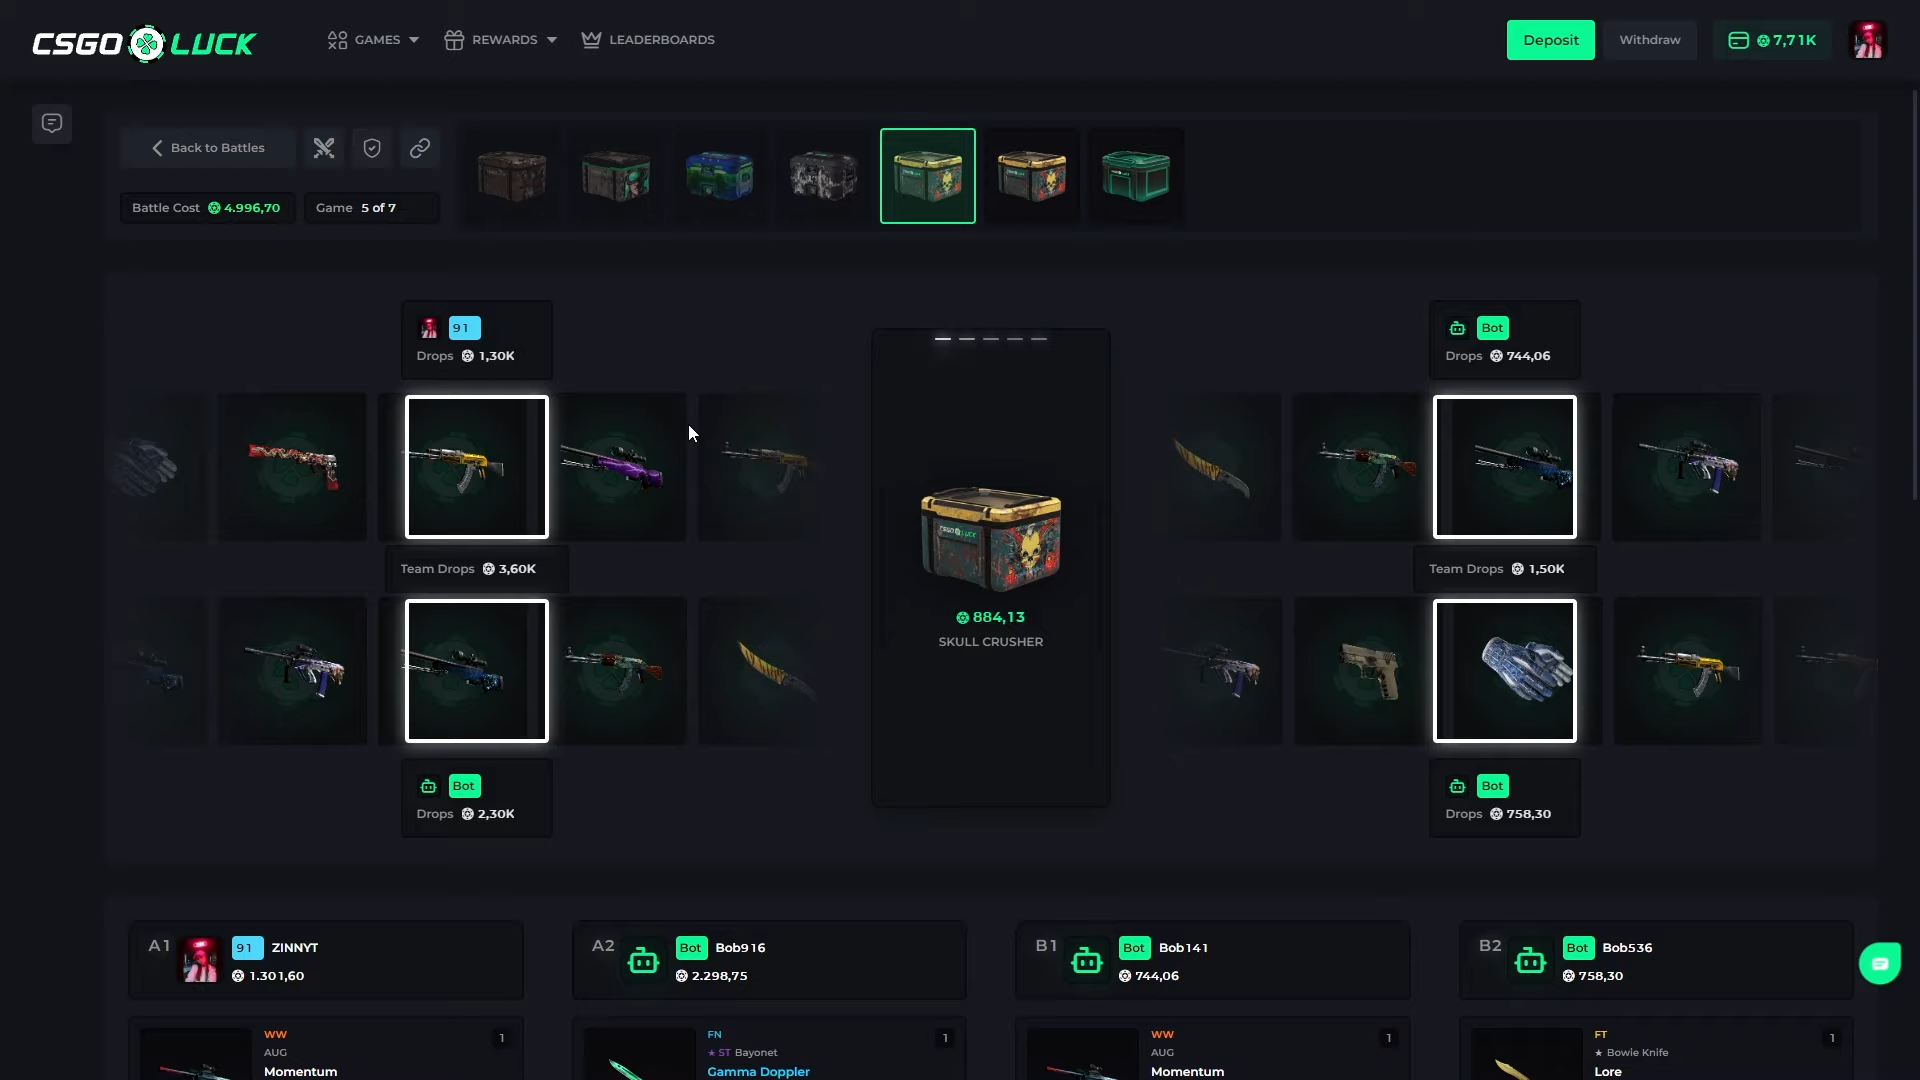 CSGO LUCK
GAMES
REWARDS
LEADERBOARDS
Deposit
Withdraw
7,71K
Back to Battles
Battle Cost 4.996,70
Game 5 of 7
91
Drops 1,30K
Bot
Drops 744,06
Team Drops 3,60K
Team Drops 1,50K
CSGO LUCK
884,13
SKULL CRUSHER
Bot
Drops 2,30K
Bot
Drops 758,30
A1
91 ZINNYT
1.301,60
A2
Bot Bob916
2.298,75
B1
Bot Bob141
744,06
B2
Bot Bob536
758,30
WW
1
AUG
Momentum
FN
1
★ ST Bayonet
Gamma Doppler
WW
1
AUG
Momentum
FT
1
★ Bowie Knife
Lore